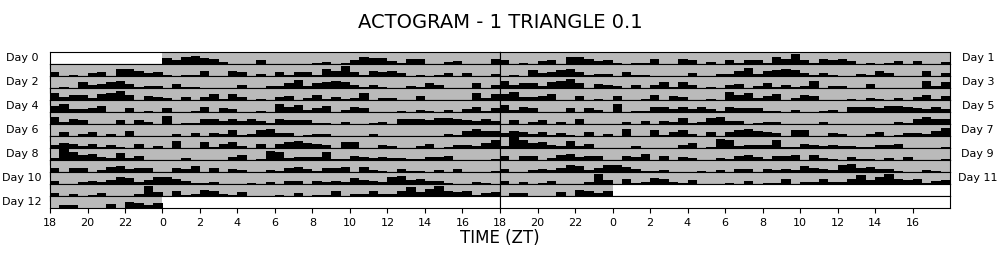 ACTOGRAM - 1 TRIANGLE 0.1
Day 0
Day 1
Day 2
Day 3
Day 4
Day 5
Day 6
Day 7
Day 8
Day 9
Day 10
Day 11
Day 12
18 20 22 0 2 4 6 8 10 12 14 16 18 20 22 0 2 4 6 8 10 12 14 16
TIME (ZT)